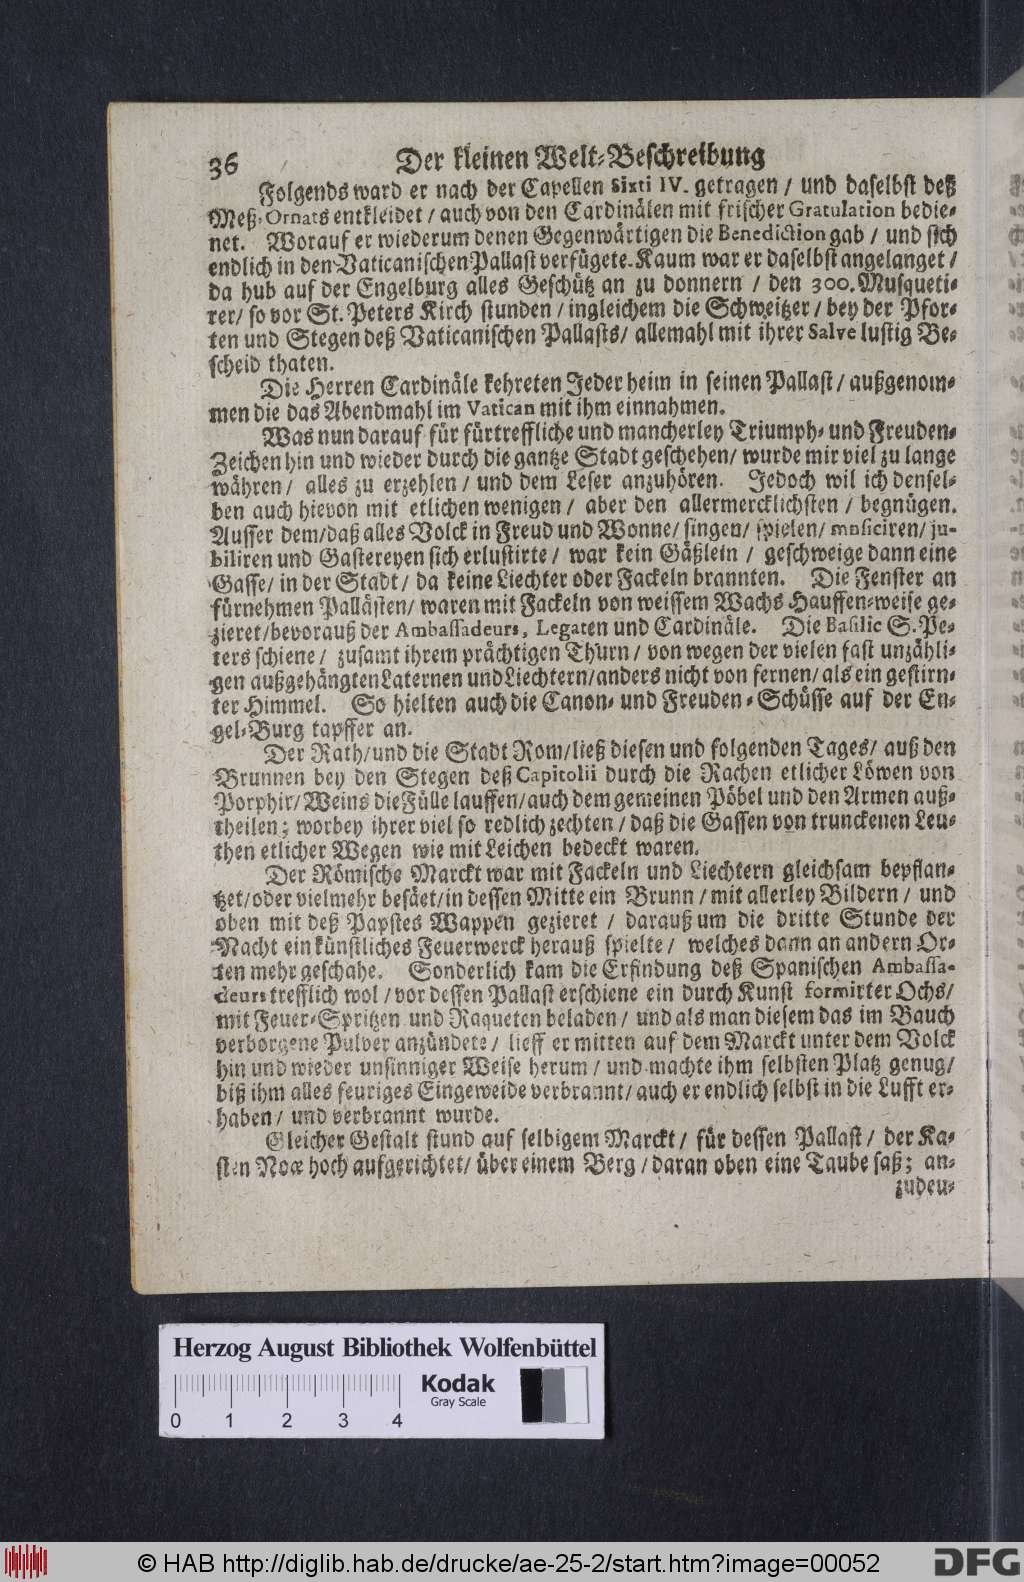 36 Der kleinen Welt-Beschreibung
Folgends ward er nach der Capellen Sixti IV. getragen / und daselbst deß
Meß-Ornats entkleidet / auch von den Cardinälen mit frischer Gratulation bedie-
net. Worauf er wiederum denen Gegenwärtigen die Benediction gab / und sich
endlich in den Vaticanischen Pallast verfügete. Kaum war er daselbst angelanget /
da hub auf der Engelburg alles Geschütz an zu donnern / den 300. Musqueti-
rer/ so vor St. Peters Kirch stunden / ingleichem die Schweitzer / bey der Pfor-
ten und Stegen deß Vaticanischen Pallasts/ allemahl mit ihrer Salve lustig Be-
scheid thaten.
Die Herren Cardinäle kehreten Jeder heim in seinen Pallast / außgenom-
men die das Abendmahl im Vatican mit ihm einnahmen.
Was nun darauf für fürtreffliche und mancherley Triumph- und Freuden-
Zeichen hin und wieder durch die gantze Stadt geschehen/ wurde mir viel zu lange
währen / alles zu erzehlen / und dem Leser anzuhören. Jedoch wil ich densel-
ben auch hievon mit etlichen wenigen / aber den allermercklichsten / begnügen.
Ausser dem/ daß alles Volck in Freud und Wonne/ singen/ spielen/ musiciren/ ju-
biliren und Gastereyen sich erlustirte / war kein Gäßlein / geschweige dann eine
Gasse/ in der Stadt / da keine Liechter oder Fackeln brannten. Die Fenster an
fürnehmen Pallästen/ waren mit Fackeln von weissem Wachs Hauffen-weise ge-
zieret/bevorauß der Ambassadeurs, Legaten und Cardinäle. Die Basilic S. Pe-
ters schiene / zusamt ihrem prächtigen Thurn / von wegen der vielen fast unzähli-
gen außgehängten Laternen und Liechtern/anders nicht von fernen/ als ein gestirn-
ter Himmel. So hielten auch die Canon- und Freuden-Schüsse auf der En-
gel-Burg tapffer an.
Der Rath/und die Stadt Rom/ließ diesen und folgenden Tages/ auß den
Brunnen bey den Stegen deß Capitolii durch die Rachen etlicher Löwen von
Porphir/ Weins die Fülle lauffen/auch dem gemeinen Pöbel und den Armen auß-
theilen; worbey ihrer viel so redlich zechten / daß die Gassen von trunckenen Leu-
then etlicher Wegen wie mit Leichen bedeckt waren.
Der Römische Marckt war mit Fackeln und Liechtern gleichsam bepflan-
tzet/oder vielmehr besäet/in dessen Mitte ein Brunn / mit allerley Bildern / und
oben mit deß Papstes Wappen gezieret / darauß um die dritte Stunde der
Nacht ein künstliches Feuerwerck herauß spielte / welches dann an andern Or-
ten mehr geschahe. Sonderlich kam die Erfindung deß Spanischen Ambassa-
deurs trefflich wol / vor dessen Pallast erschiene ein durch Kunst formirter Ochs/
mit Feuer-Spritzen und Raqueten beladen / und als man diesem das im Bauch
verborgene Pulver anzündete / lieff er mitten auf dem Marckt unter dem Volck
hin und wieder unsinniger Weise herum / und machte ihm selbsten Platz genug/
biß ihm alles feuriges Eingeweide verbrannt/ auch er endlich selbst in die Lufft er-
haben / und verbrannt wurde.
Gleicher Gestalt stund auf selbigem Marckt / für dessen Pallast / der Ka-
sten Noæ hoch aufgerichtet/ über einem Berg / daran oben eine Taube saß; an-
zudeu-
Herzog August Bibliothek Wolfenbüttel
Kodak
Gray Scale
0 1 2 3 4
© HAB http://diglib.hab.de/drucke/ae-25-2/start.htm?image=00052
DFG